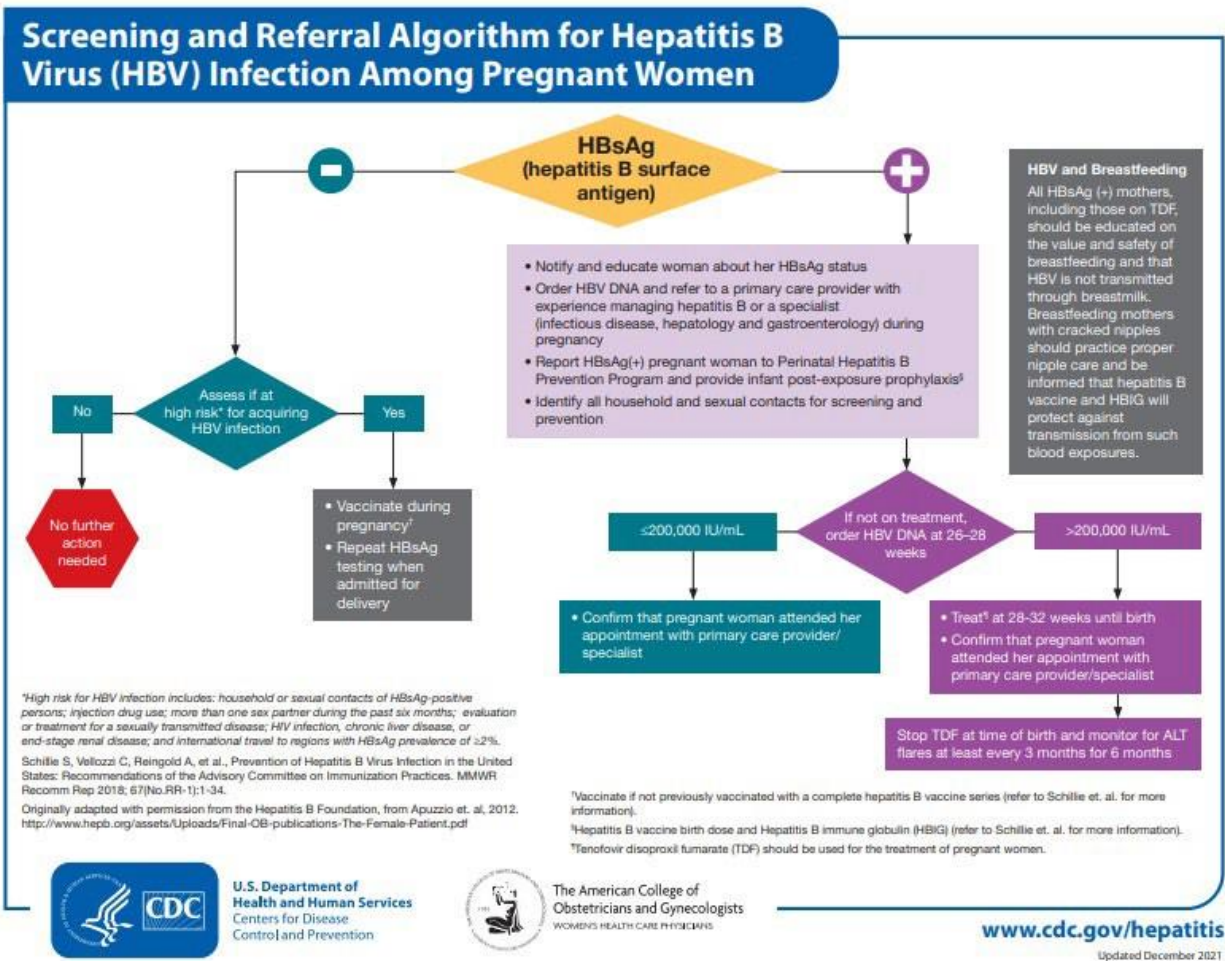 Screening and Referral Algorithm for Hepatitis B
Virus (HBV) Infection Among Pregnant Women
HBsAg
(hepatitis B surface
antigen)
HBV and Breastfeeding
All HBsAg (+) mothers,
including those on TDF,
should be educated on
the value and safety of
breastfeeding and that
HBV is not transmitted
through breastmilk.
Breastfeeding mothers
with cracked nipples
should practice proper
nipple care and be
informed that hepatitis B
vaccine and HBIG will
protect against
transmission from such
blood exposures.
• Notify and educate woman about her HBsAg status
• Order HBV DNA and refer to a primary care provider with
experience managing hepatitis B or a specialist
(infectious disease, hepatology and gastroenterology) during
pregnancy
• Report HBsAg(+) pregnant woman to Perinatal Hepatitis B
Prevention Program and provide infant post-exposure prophylaxis§
• Identify all household and sexual contacts for screening and
prevention
No
Assess if at
high risk* for acquiring
HBV infection
Yes
No further
action
needed
• Vaccinate during
pregnancy†
• Repeat HBsAg
testing when
admitted for
delivery
≤200,000 IU/mL
If not on treatment,
order HBV DNA at 26–28
weeks
>200,000 IU/mL
• Confirm that pregnant woman attended her
appointment with primary care provider/
specialist
• Treat¶ at 28-32 weeks until birth
• Confirm that pregnant woman
attended her appointment with
primary care provider/specialist
Stop TDF at time of birth and monitor for ALT
flares at least every 3 months for 6 months
*High risk for HBV infection includes: household or sexual contacts of HBsAg-positive
persons; injection drug use; more than one sex partner during the past six months; evaluation
or treatment for a sexually transmitted disease; HIV infection, chronic liver disease, or
end-stage renal disease; and international travel to regions with HBsAg prevalence of ≥2%.
Schillie S, Vellozzi C, Reingold A, et al., Prevention of Hepatitis B Virus Infection in the United
States: Recommendations of the Advisory Committee on Immunization Practices. MMWR
Recomm Rep 2018; 67(No.RR-1):1-34.
Originally adapted with permission from the Hepatitis B Foundation, from Apuzzio et. al, 2012.
http://www.hepb.org/assets/Uploads/Final-OB-publications-The-Female-Patient.pdf
†Vaccinate if not previously vaccinated with a complete hepatitis B vaccine series (refer to Schillie et. al. for more
information).
§Hepatitis B vaccine birth dose and Hepatitis B immune globulin (HBIG) (refer to Schillie et. al. for more information).
¶Tenofovir disoproxil fumarate (TDF) should be used for the treatment of pregnant women.
CDC
U.S. Department of
Health and Human Services
Centers for Disease
Control and Prevention
The American College of
Obstetricians and Gynecologists
WOMEN'S HEALTH CARE PHYSICIANS
www.cdc.gov/hepatitis
Updated December 2021